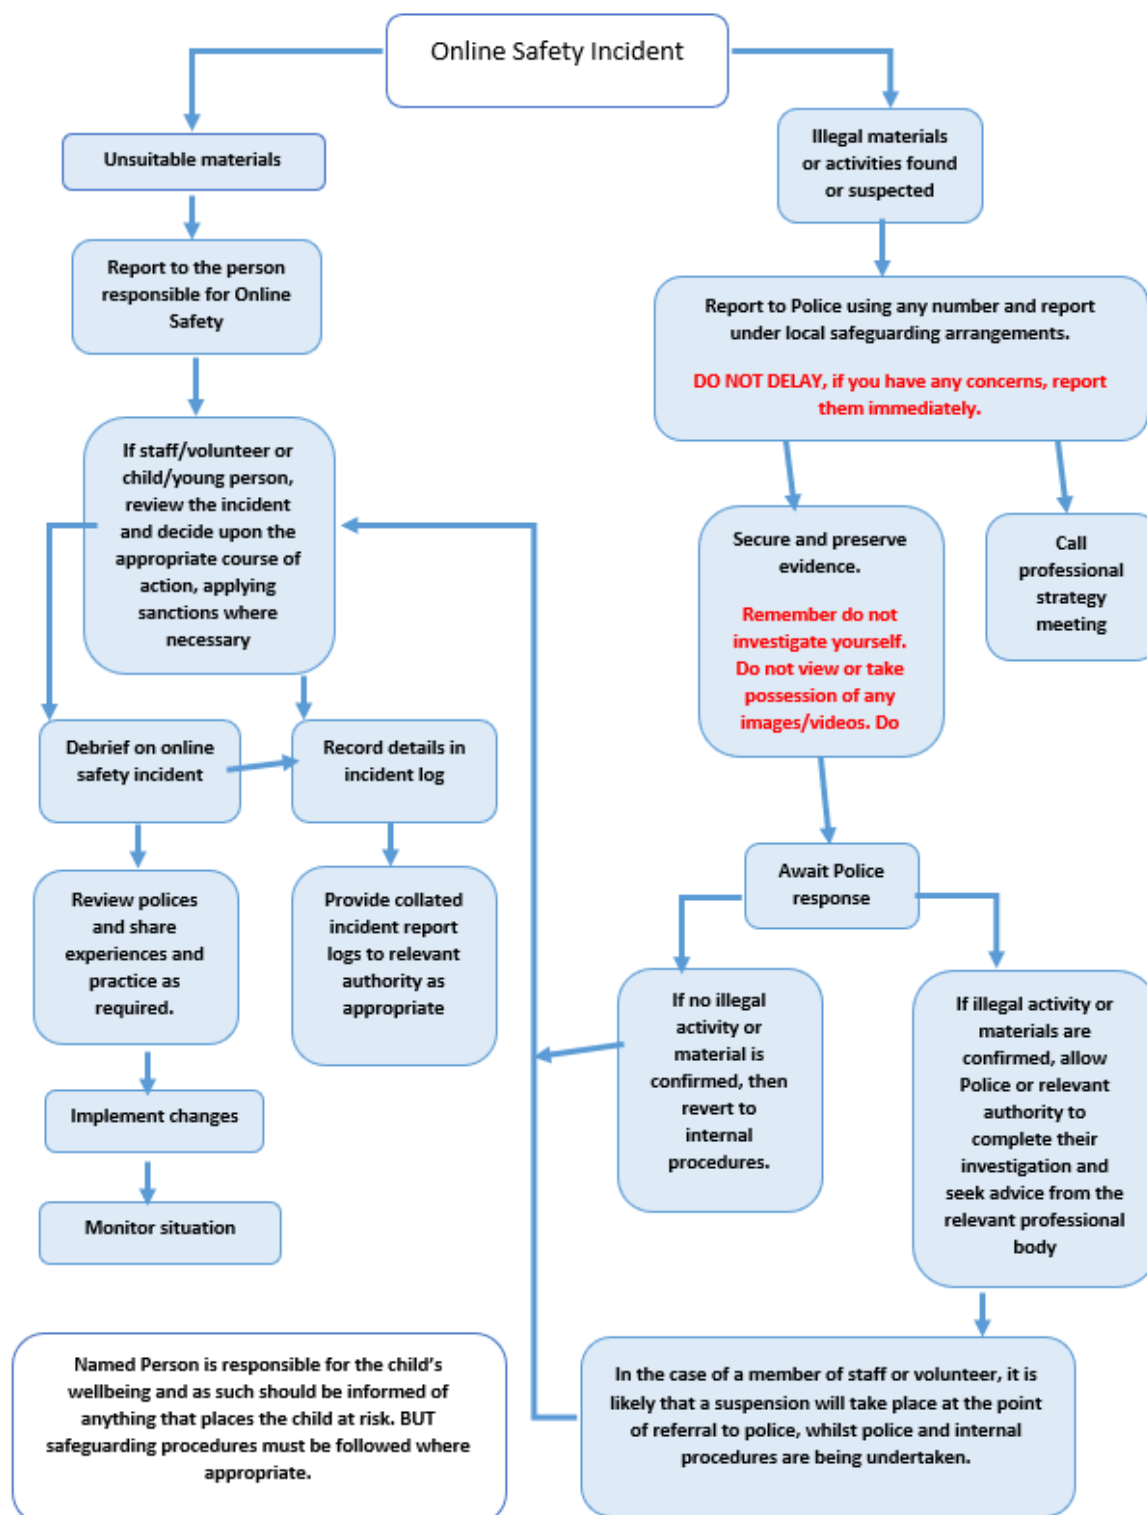 Online Safety Incident
Unsuitable materials
Report to the person
responsible for Online
Safety
If staff/volunteer or
child/young person,
review the incident
and decide upon the
appropriate course of
action, applying
sanctions where
necessary
Debrief on online
safety incident
Record details in
incident log
Review polices
and share
experiences and
practice as
required.
Provide collated
incident report
logs to relevant
authority as
appropriate
Implement changes
Monitor situation
Illegal materials
or activities found
or suspected
Report to Police using any number and report
under local safeguarding arrangements.
DO NOT DELAY, if you have any concerns, report
them immediately.
Secure and preserve
evidence.
Remember do not
investigate yourself.
Do not view or take
possession of any
images/videos. Do
Call
professional
strategy
meeting
Await Police
response
If no illegal
activity or
material is
confirmed, then
revert to
internal
procedures.
If illegal activity or
materials are
confirmed, allow
Police or relevant
authority to
complete their
investigation and
seek advice from the
relevant professional
body
In the case of a member of staff or volunteer, it is
likely that a suspension will take place at the point
of referral to police, whilst police and internal
procedures are being undertaken.
Named Person is responsible for the child's
wellbeing and as such should be informed of
anything that places the child at risk. BUT
safeguarding procedures must be followed where
appropriate.